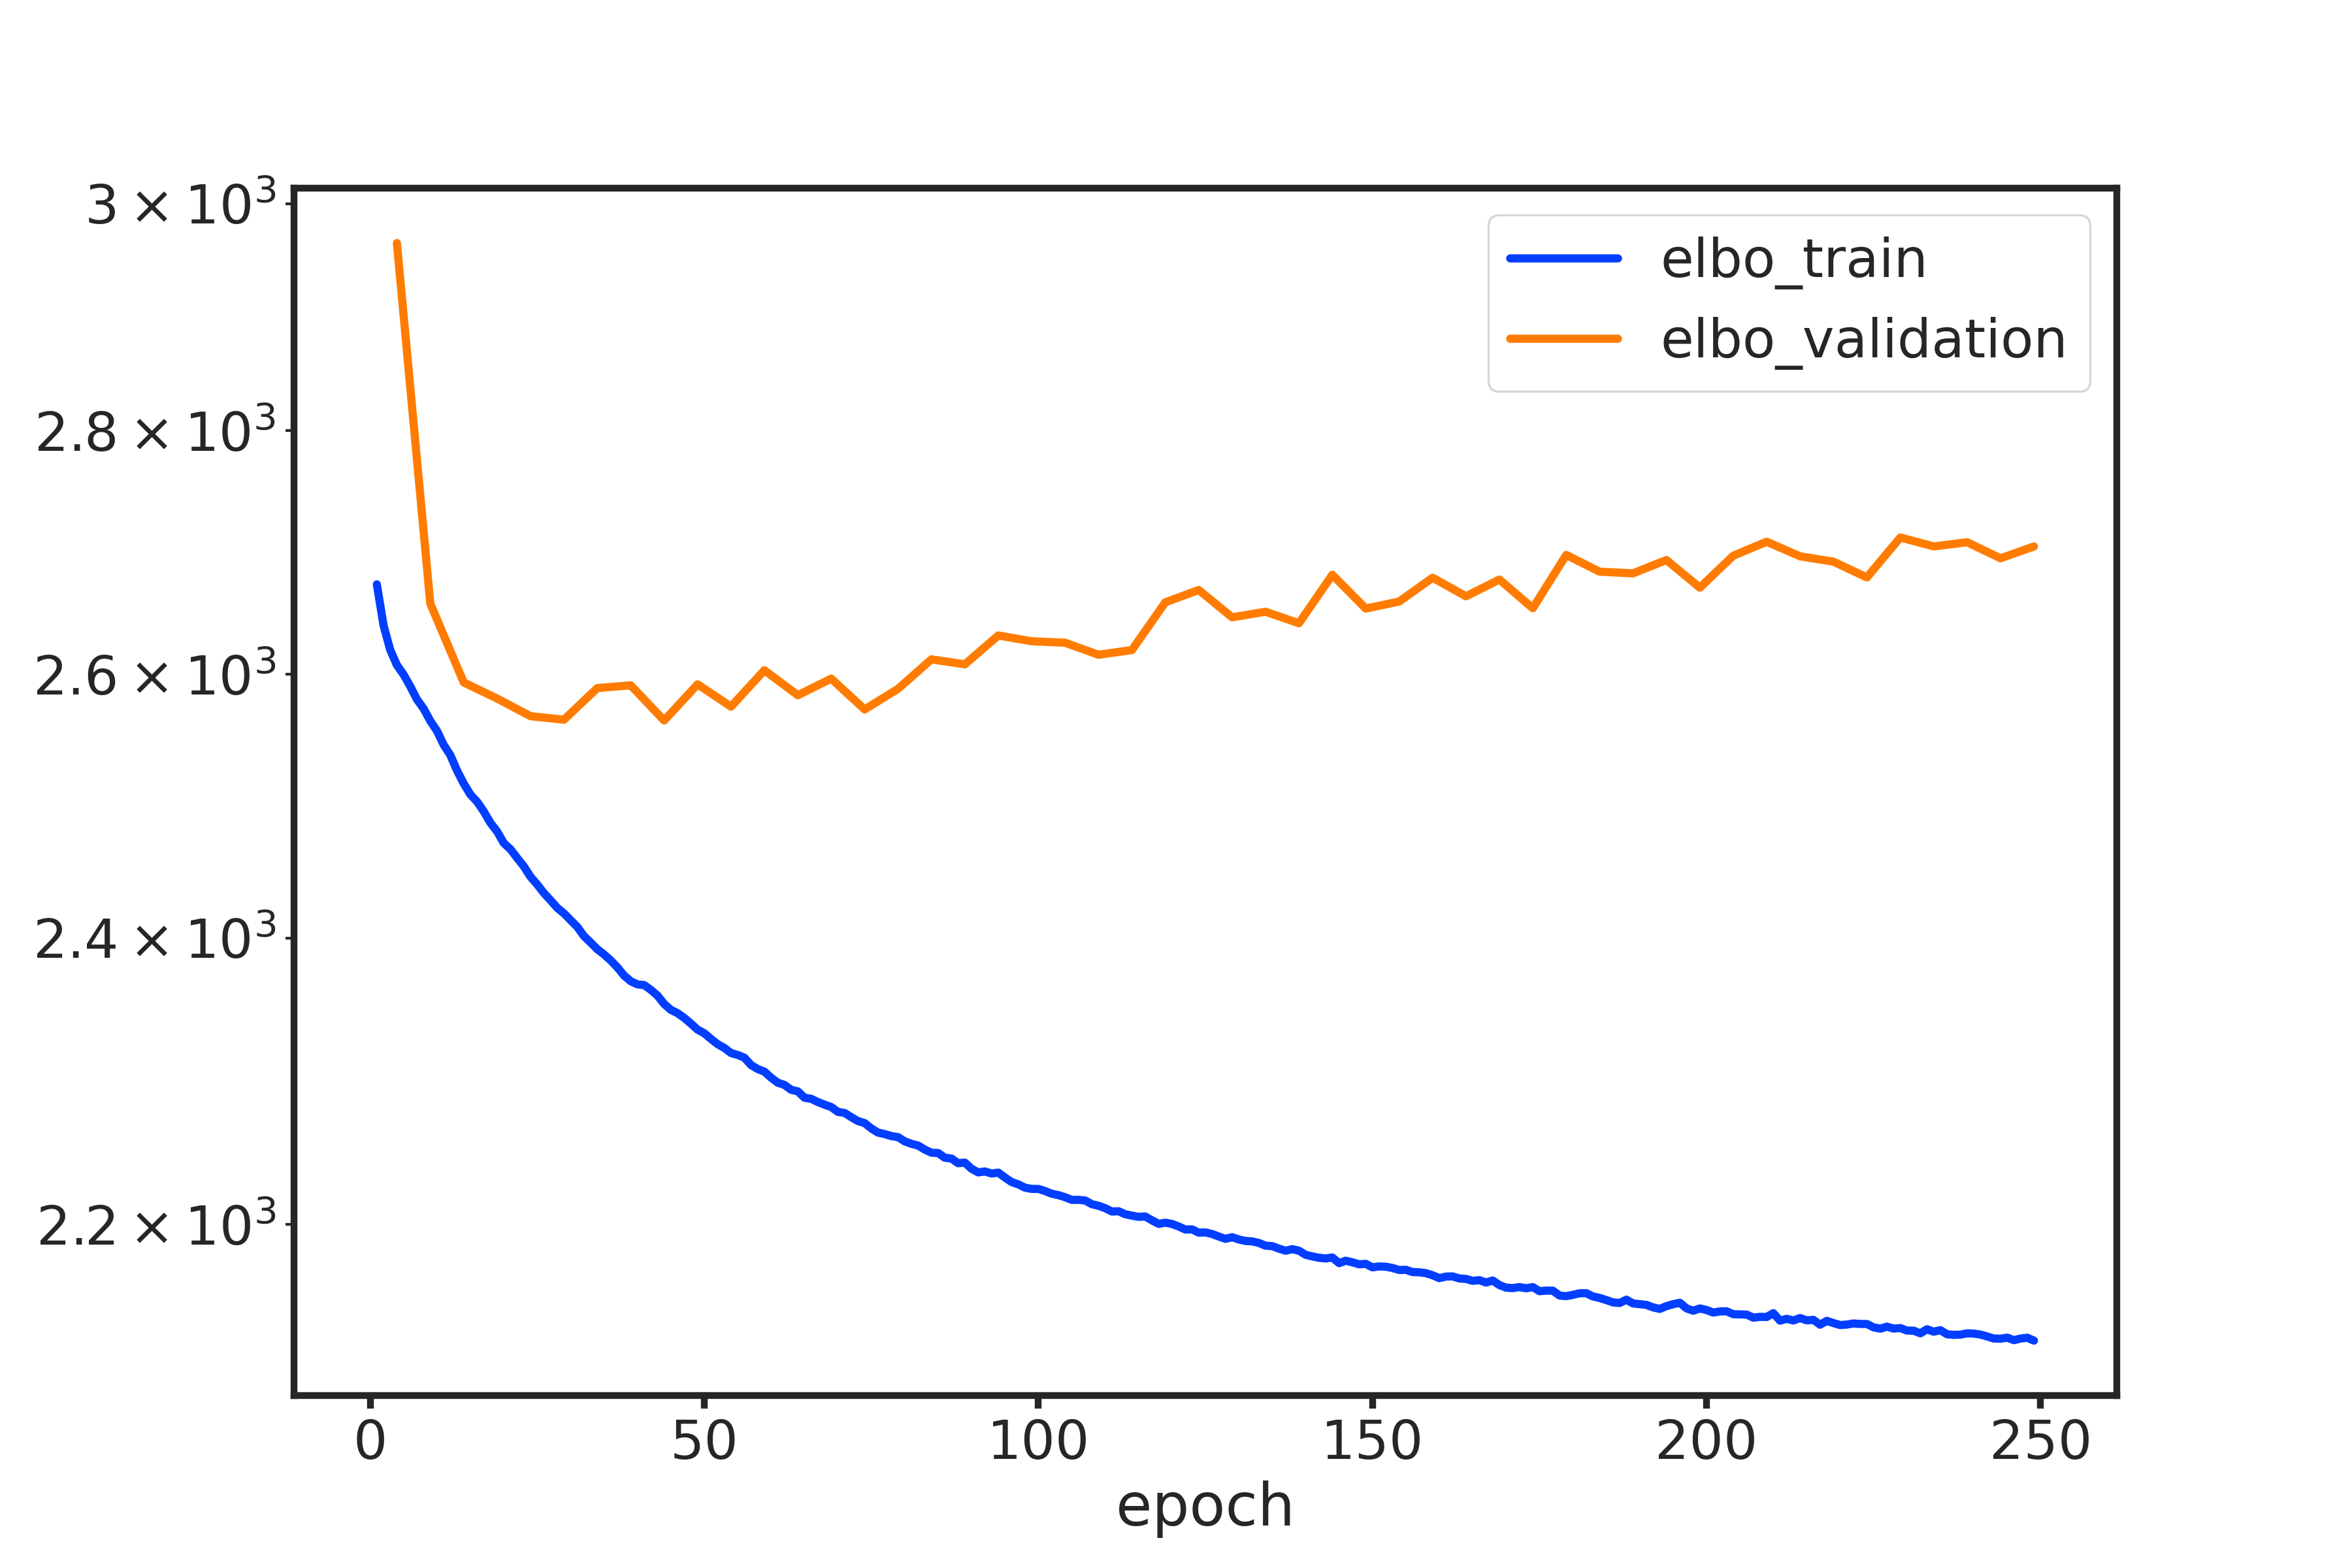 3 × 10³
2.8 × 10³
2.6 × 10³
2.4 × 10³
2.2 × 10³
elbo_train
elbo_validation
0 50 100 150 200 250
epoch